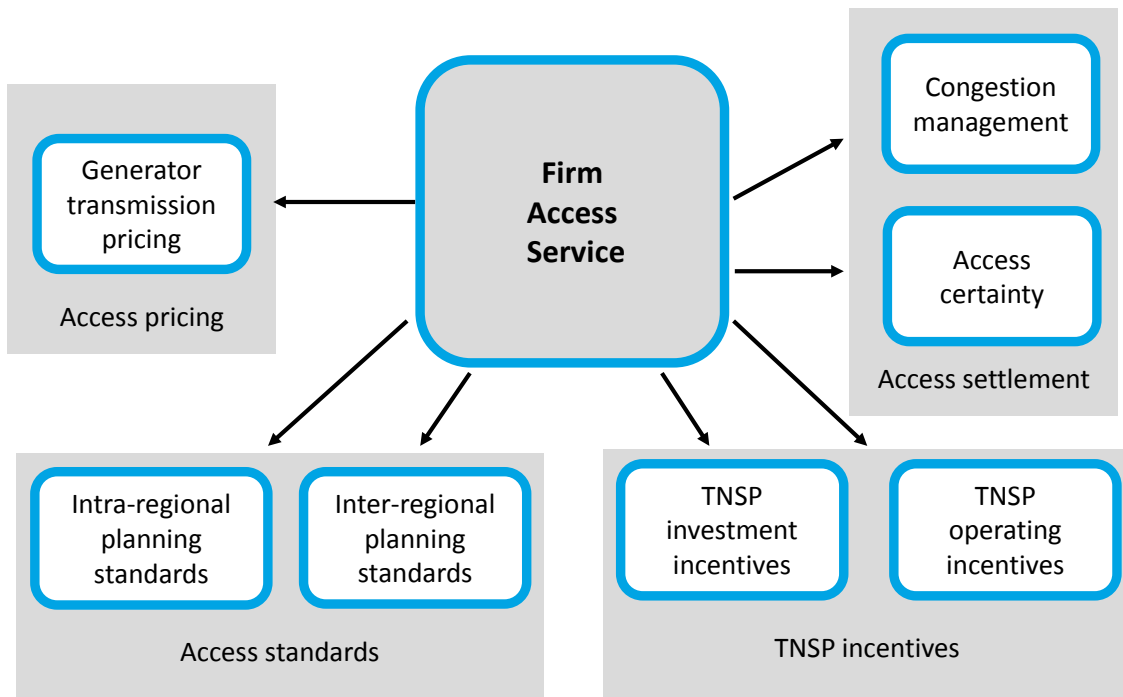 Firm
Access
Service
Generator
transmission
pricing
Access pricing
Congestion
management
Access
certainty
Access settlement
Intra-regional
planning
standards
Inter-regional
planning
standards
Access standards
TNSP
investment
incentives
TNSP
operating
incentives
TNSP incentives